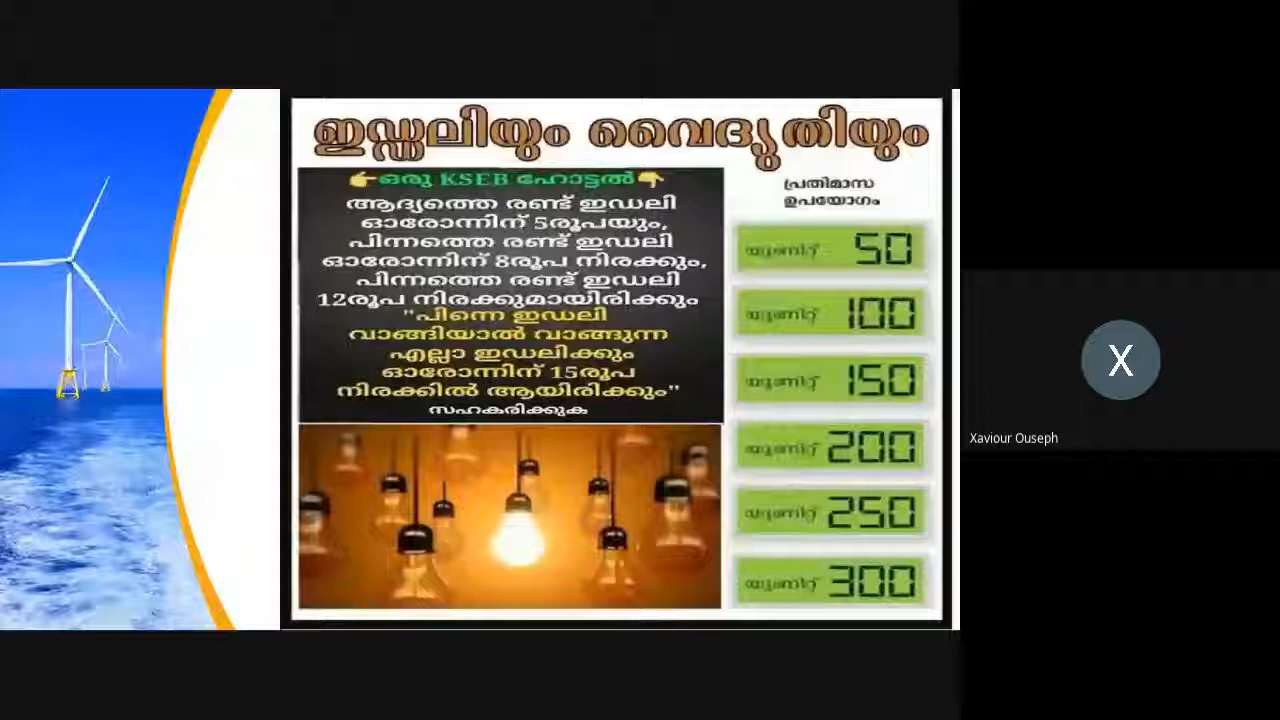 ഇഡ്ഡലിയും വൈദ്യുതിയും
👉ഒരു KSEB ഹോട്ടൽ👇
ആദ്യത്തെ രണ്ട് ഇഡലി
ഓരോന്നിന് 5രൂപയും,
പിന്നത്തെ രണ്ട് ഇഡലി
ഓരോന്നിന് 8രൂപ നിരക്കും,
പിന്നത്തെ രണ്ട് ഇഡലി
12രൂപ നിരക്കുമായിരിക്കും
"പിന്നെ ഇഡലി
വാങ്ങിയാൽ വാങ്ങുന്ന
എല്ലാ ഇഡലിക്കും
ഓരോന്നിന് 15രൂപ
നിരക്കിൽ ആയിരിക്കും"
സഹകരിക്കുക
പ്രതിമാസ
ഉപയോഗം
യൂണിറ്റ് 50
യൂണിറ്റ് 100
യൂണിറ്റ് 150
യൂണിറ്റ് 200
യൂണിറ്റ് 250
യൂണിറ്റ് 300
X
Xaviour Ouseph